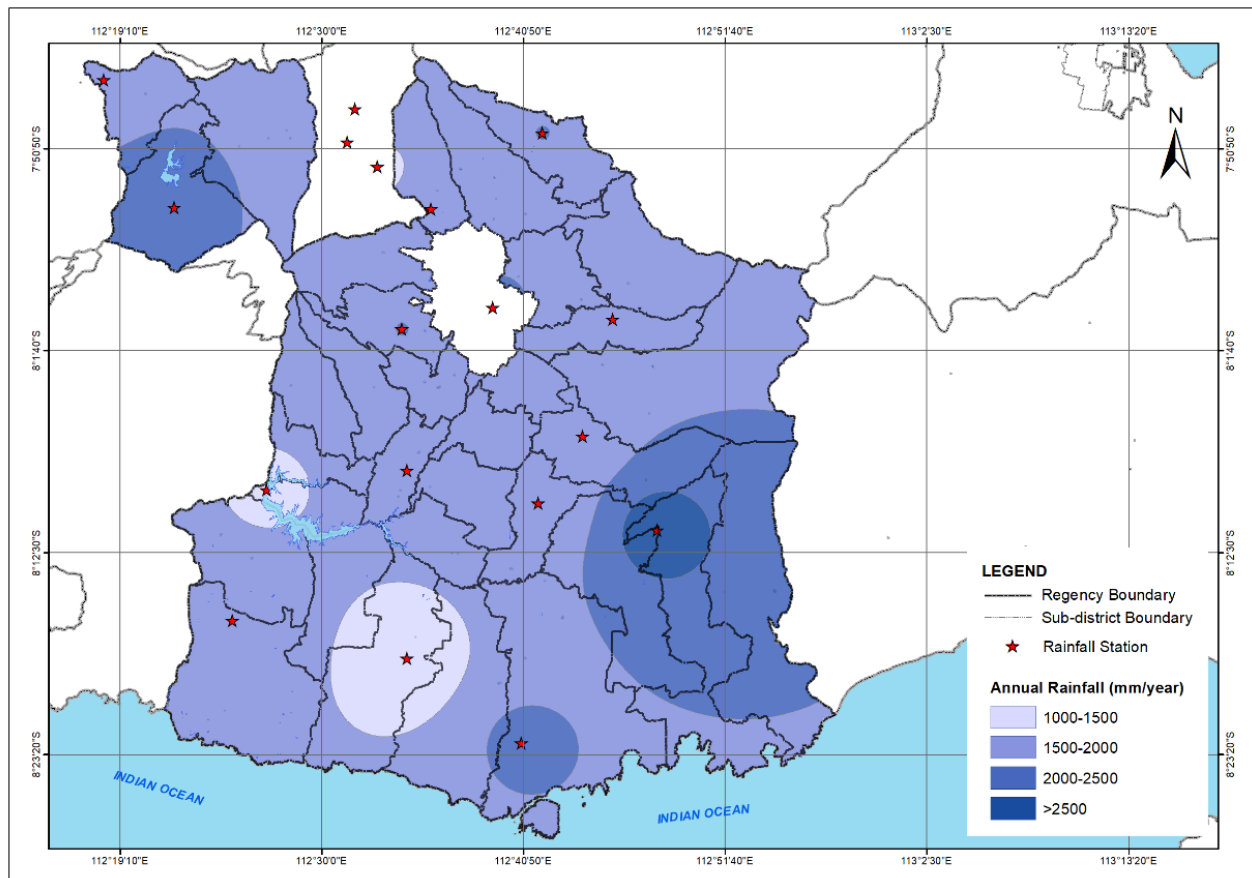 112°19'10"E 112°30'0"E 112°40'50"E 112°51'40"E 113°2'30"E 113°13'20"E
N
7°50'50"S 7°50'50"S
8°1'40"S 8°1'40"S
8°12'30"S 8°12'30"S
LEGEND
Regency Boundary
Sub-district Boundary
Rainfall Station
Annual Rainfall (mm/year)
1000-1500
1500-2000
2000-2500
>2500
8°23'20"S 8°23'20"S
INDIAN OCEAN
INDIAN OCEAN
112°19'10"E 112°30'0"E 112°40'50"E 112°51'40"E 113°2'30"E 113°13'20"E